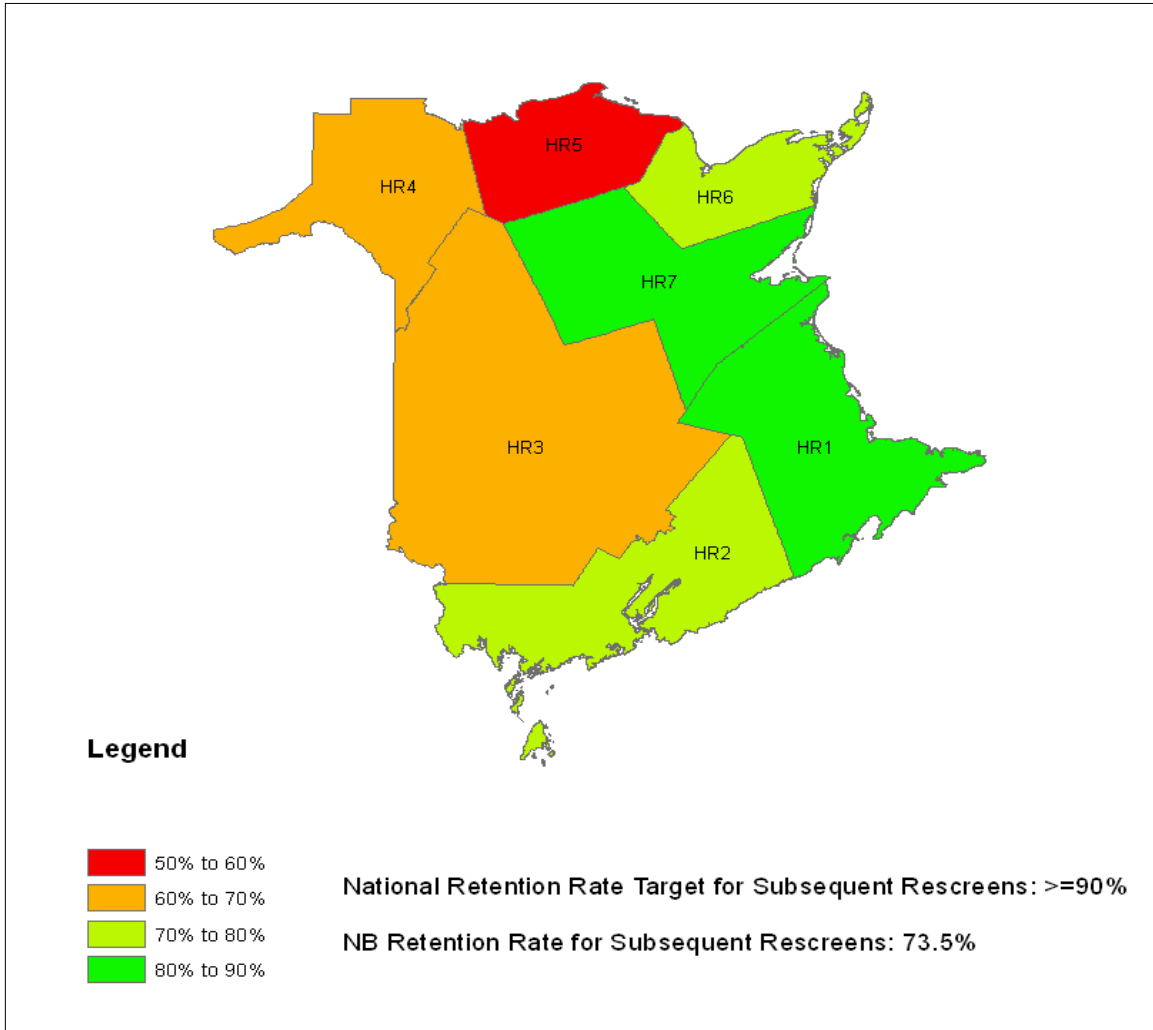 HR5
HR4
HR6
HR7
HR3
HR1
HR2
Legend
50% to 60%
60% to 70%
70% to 80%
80% to 90%
National Retention Rate Target for Subsequent Rescreens: >=90%
NB Retention Rate for Subsequent Rescreens: 73.5%